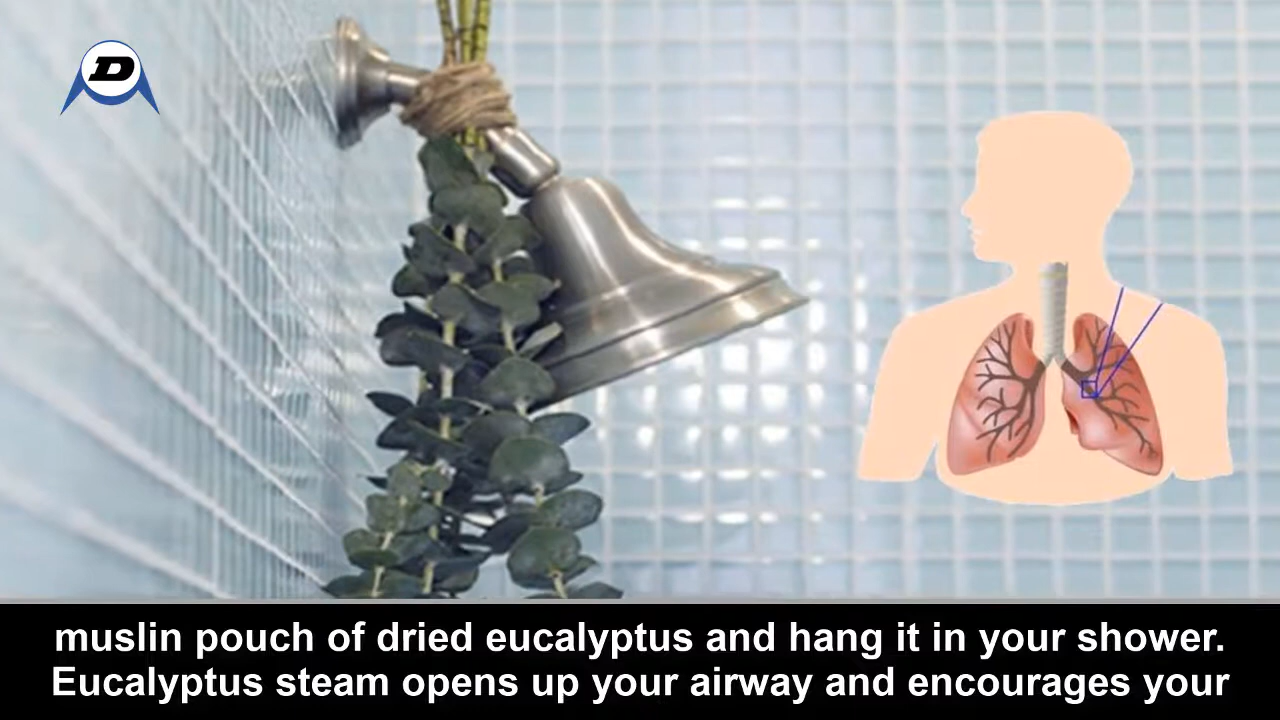 D
muslin pouch of dried eucalyptus and hang it in your shower.
Eucalyptus steam opens up your airway and encourages your